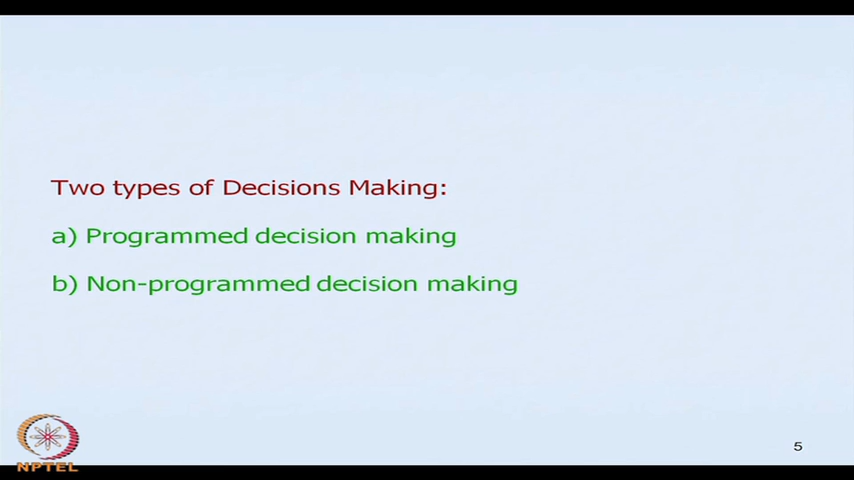 Two types of Decisions Making:
a) Programmed decision making
b) Non-programmed decision making
5
NPTEL